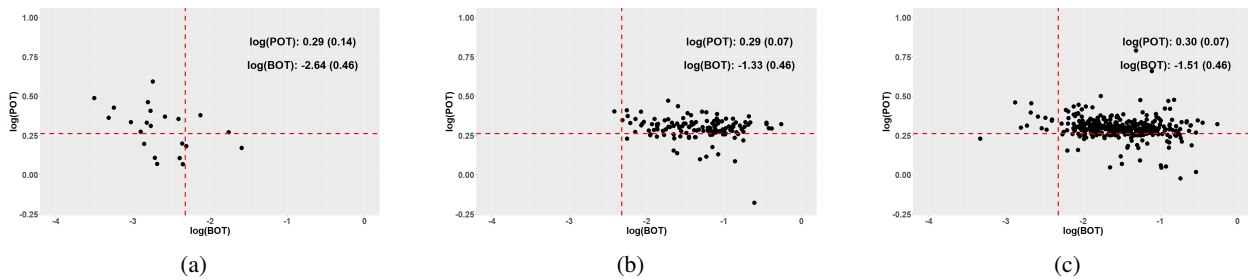 1.00
0.75
0.50
0.25
0.00
-0.25
log(POT)
log(POT): 0.29 (0.14)
log(BOT): -2.64 (0.46)
-4 -3 -2 -1 0
log(BOT)
(a)
1.00
0.75
0.50
0.25
0.00
-0.25
log(POT)
log(POT): 0.29 (0.07)
log(BOT): -1.33 (0.46)
-4 -3 -2 -1 0
log(BOT)
(b)
1.00
0.75
0.50
0.25
0.00
-0.25
log(POT)
log(POT): 0.30 (0.07)
log(BOT): -1.51 (0.46)
-4 -3 -2 -1 0
log(BOT)
(c)